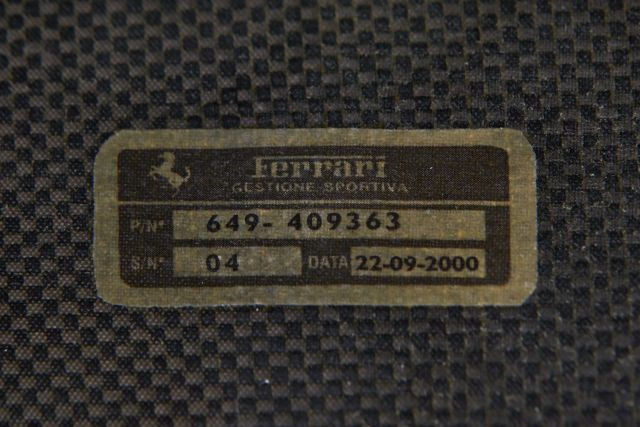 Ferrari
GESTIONE SPORTIVA
P/N° 649- 409363
S/N° 04 DATA 22-09-2000